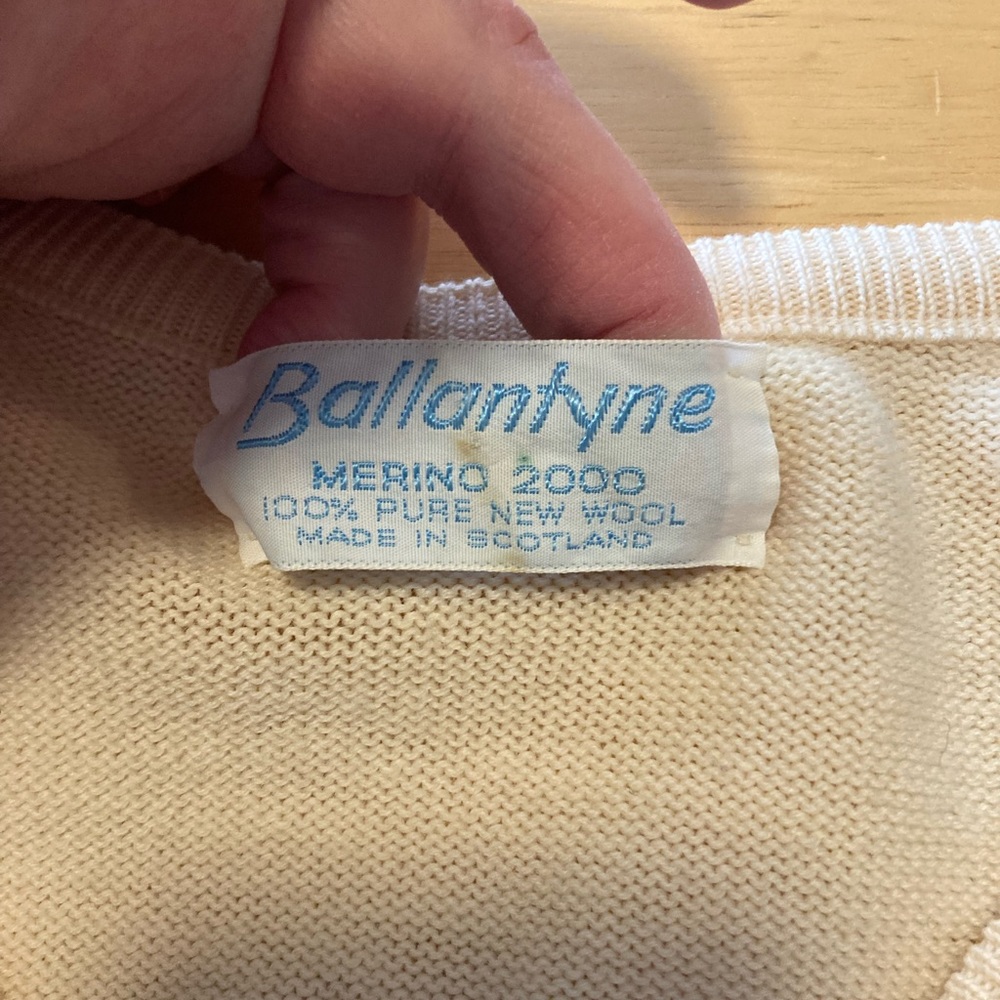 Ballantyne
MERINO 2000
100% PURE NEW WOOL
MADE IN SCOTLAND